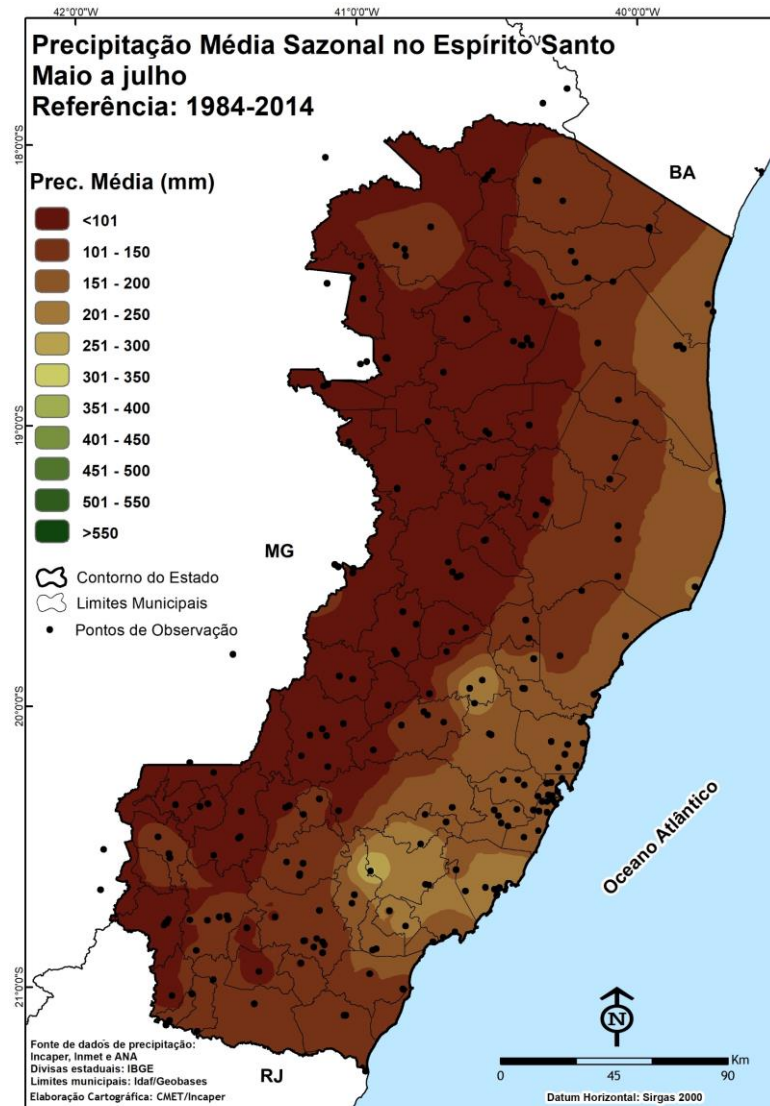 42°0'0"O
41°0'0"O
40°0'0"O
Precipitação Média Sazonal no Espírito Santo
Maio a julho
Referência: 1984-2014
18°0'0"S
BA
Prec. Média (mm)
<101
101 - 150
151 - 200
201 - 250
251 - 300
301 - 350
351 - 400
401 - 450
451 - 500
501 - 550
>550
19°0'0"S
MG
Contorno do Estado
Limites Municipais
Pontos de Observação
20°0'0"S
Oceano Atlântico
21°0'0"S
N
Fonte de dados de precipitação:
Incaper, Inmet e ANA
Divisas estaduais: IBGE
Limites municipais: Idaf/Geobases
Elaboração Cartográfica: CMET/Incaper
RJ
Km
0 45 90
Datum Horizontal: Sirgas 2000